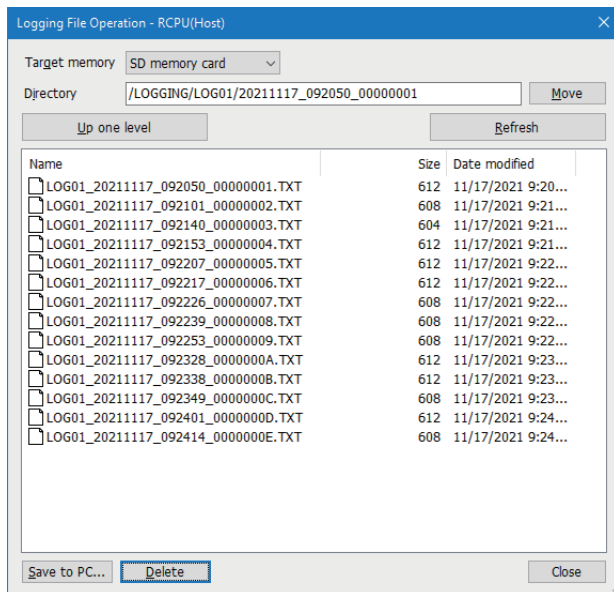 Logging File Operation - RCPU(Host)
Target memory SD memory card
Directory /LOGGING/LOG01/20211117_092050_00000001 Move
Up one level Refresh
Name Size Date modified
LOG01_20211117_092050_00000001.TXT 612 11/17/2021 9:20...
LOG01_20211117_092101_00000002.TXT 608 11/17/2021 9:21...
LOG01_20211117_092140_00000003.TXT 604 11/17/2021 9:21...
LOG01_20211117_092153_00000004.TXT 612 11/17/2021 9:21...
LOG01_20211117_092207_00000005.TXT 612 11/17/2021 9:22...
LOG01_20211117_092217_00000006.TXT 612 11/17/2021 9:22...
LOG01_20211117_092226_00000007.TXT 608 11/17/2021 9:22...
LOG01_20211117_092239_00000008.TXT 608 11/17/2021 9:22...
LOG01_20211117_092253_00000009.TXT 608 11/17/2021 9:22...
LOG01_20211117_092328_0000000A.TXT 612 11/17/2021 9:23...
LOG01_20211117_092338_0000000B.TXT 612 11/17/2021 9:23...
LOG01_20211117_092349_0000000C.TXT 608 11/17/2021 9:23...
LOG01_20211117_092401_0000000D.TXT 612 11/17/2021 9:24...
LOG01_20211117_092414_0000000E.TXT 608 11/17/2021 9:24...
Save to PC... Delete Close